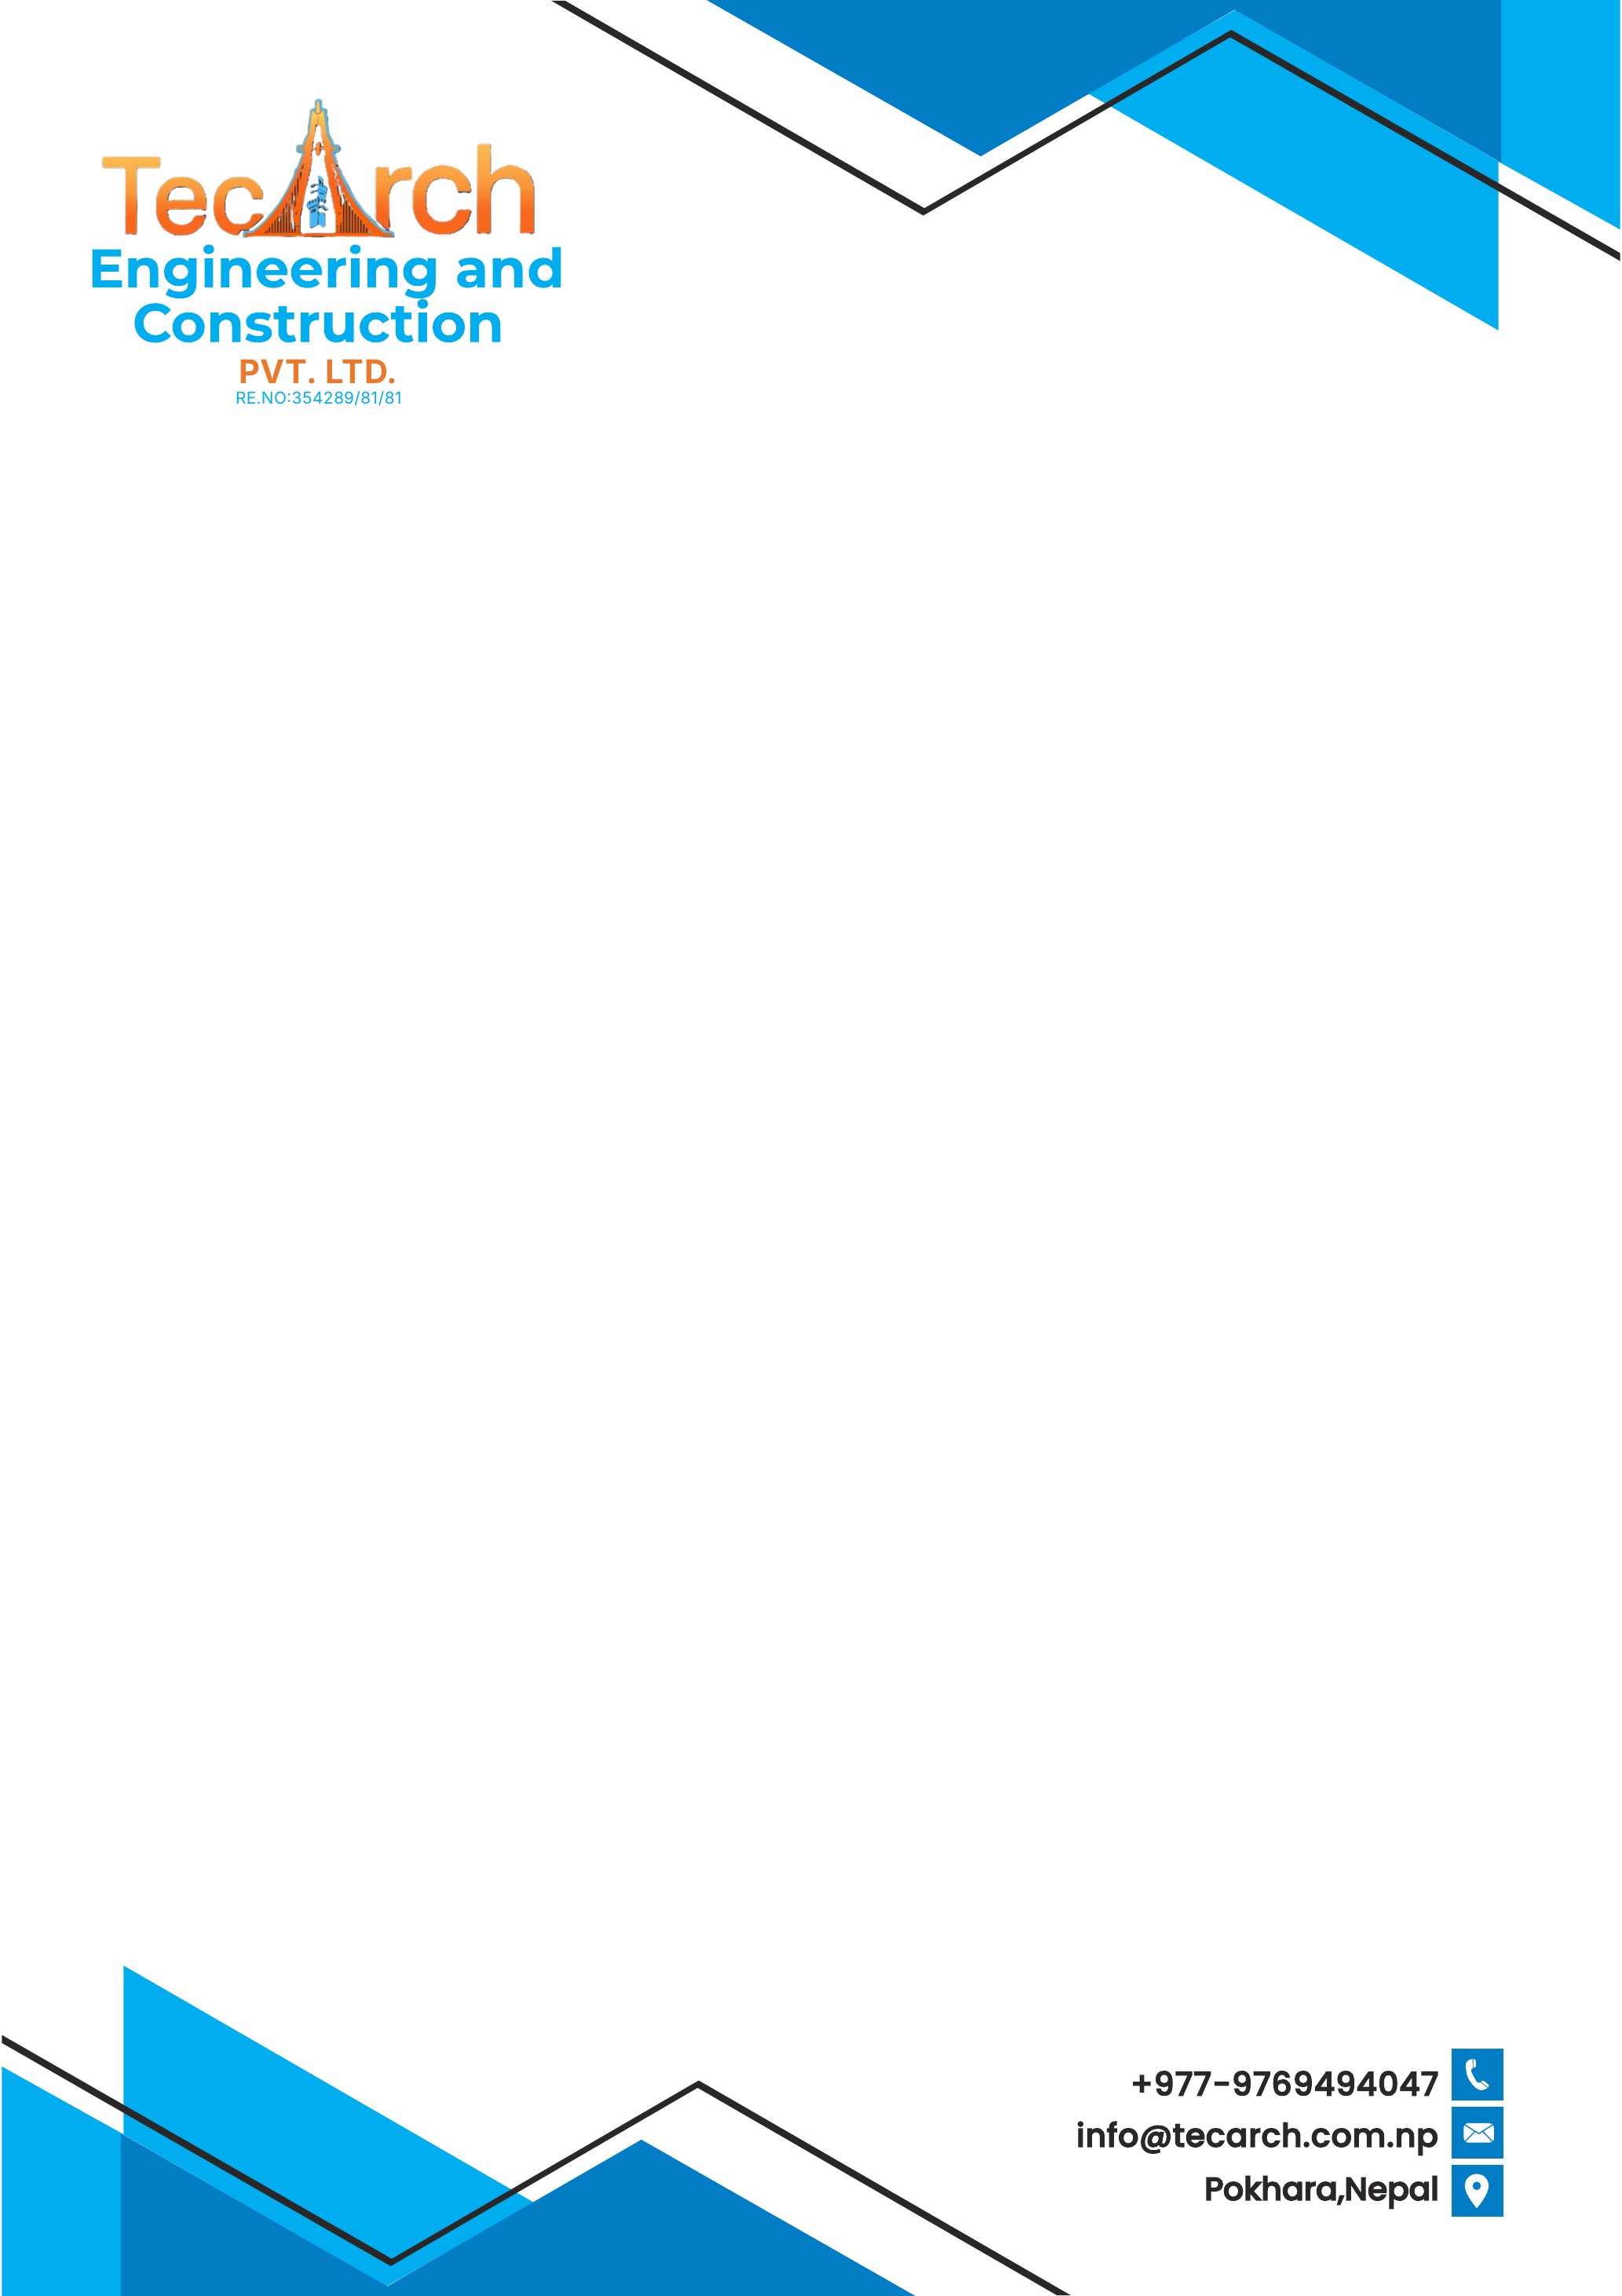 TecArch
Engineering and
Construction
PVT. LTD.
RE.NO:354289/81/81
+977-9769494047
info@tecarch.com.np
Pokhara,Nepal